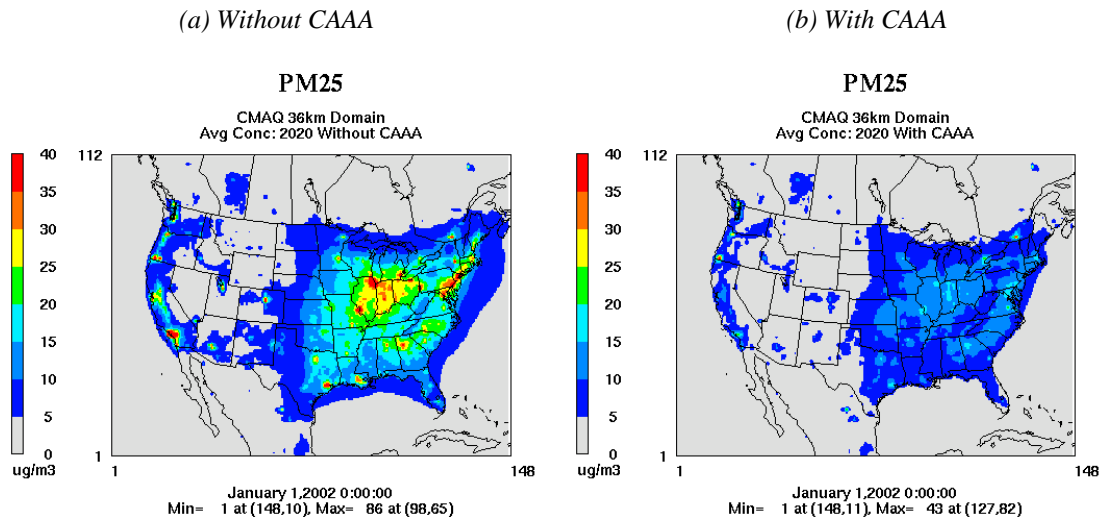 (a) Without CAAA
(b) With CAAA
PM25
CMAQ 36km Domain
Avg Conc: 2020 Without CAAA
40
35
30
25
20
15
10
5
0
ug/m3
112
1
1
148
January 1,2002 0:00:00
Min= 1 at (148,10), Max= 86 at (98,65)
PM25
CMAQ 36km Domain
Avg Conc: 2020 With CAAA
40
35
30
25
20
15
10
5
0
ug/m3
112
1
1
148
January 1,2002 0:00:00
Min= 1 at (148,11), Max= 43 at (127,82)